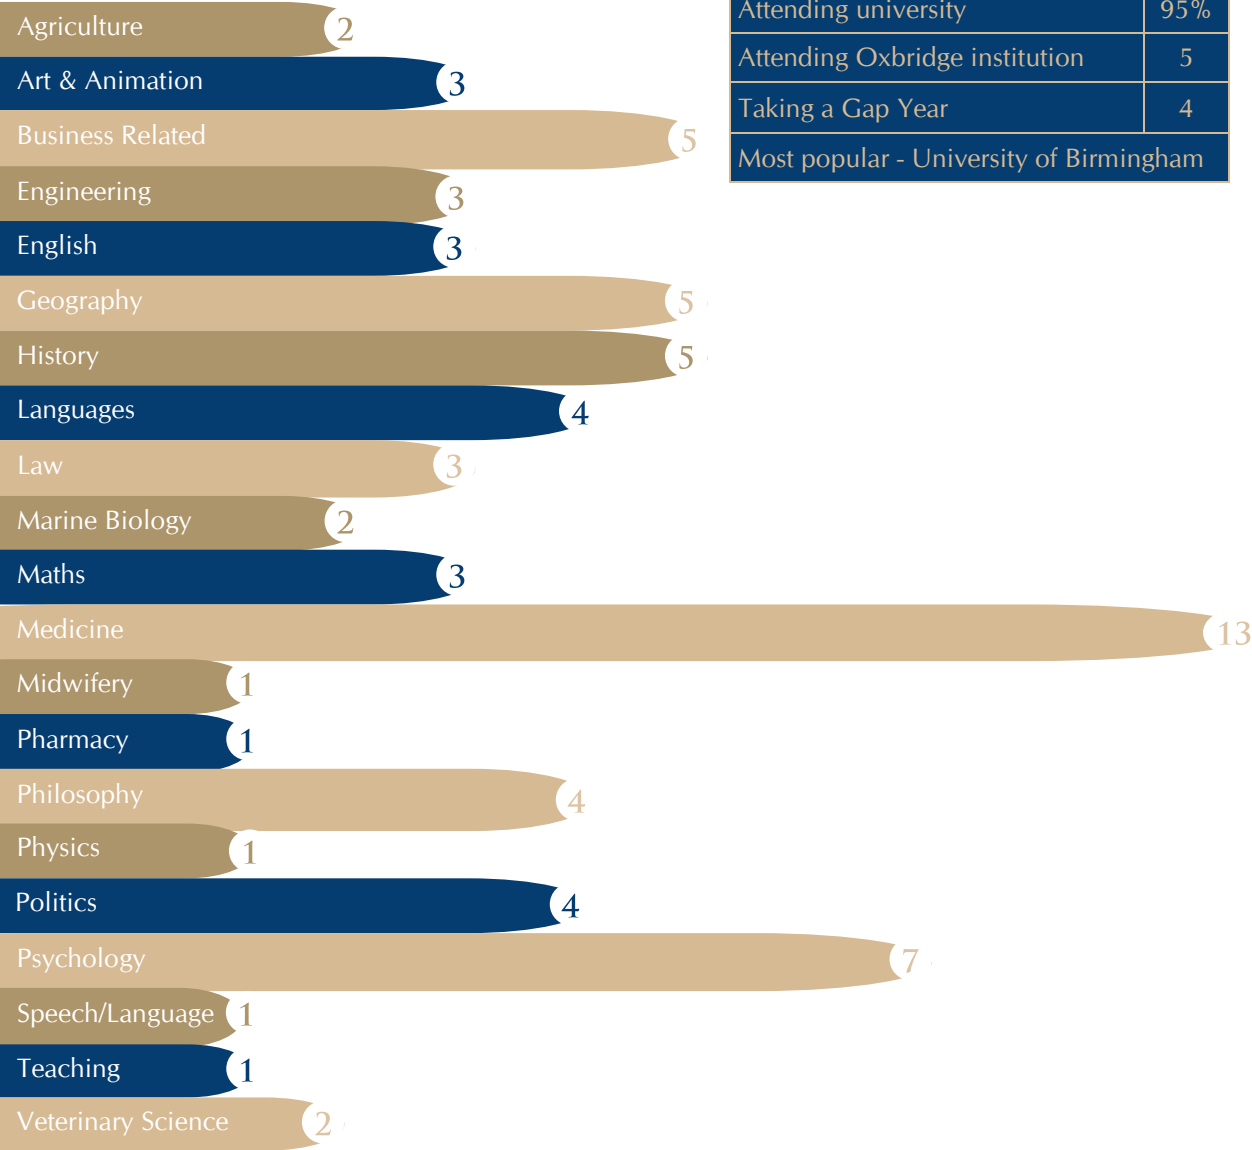 Agriculture 2
Art & Animation 3
Business Related 5
Engineering 3
English 3
Geography 5
History 5
Languages 4
Law 3
Marine Biology 2
Maths 3
Medicine 13
Midwifery 1
Pharmacy 1
Philosophy 4
Physics 1
Politics 4
Psychology 7
Speech/Language 1
Teaching 1
Veterinary Science 2
Attending university 95%
Attending Oxbridge institution 5
Taking a Gap Year 4
Most popular - University of Birmingham